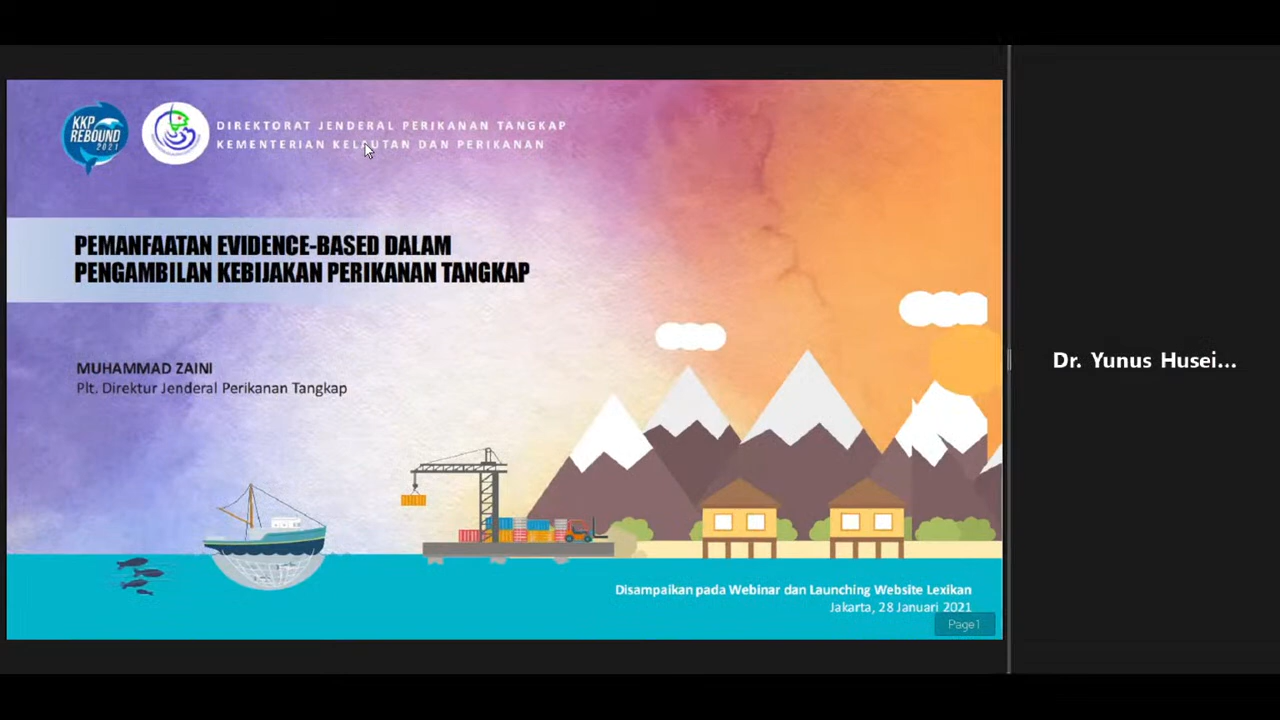 KKP
REBOUND
2021
DIREKTORAT JENDERAL PERIKANAN TANGKAP
KEMENTERIAN KELAUTAN DAN PERIKANAN
PEMANFAATAN EVIDENCE-BASED DALAM
PENGAMBILAN KEBIJAKAN PERIKANAN TANGKAP
MUHAMMAD ZAINI
Plt. Direktur Jenderal Perikanan Tangkap
Dr. Yunus Husei...
Disampaikan pada Webinar dan Launching Website Lexikan
Jakarta, 28 Januari 2021
Page1